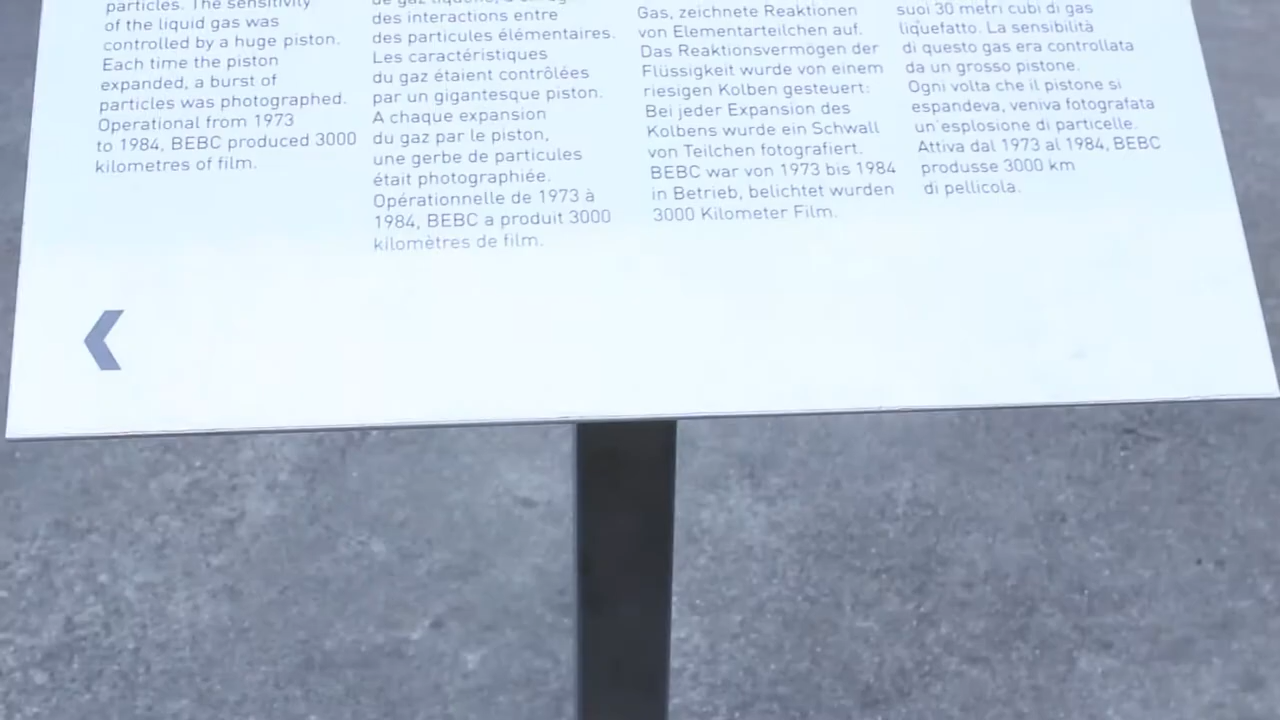 particles. The sensitivity
of the liquid gas was
controlled by a huge piston.
Each time the piston
expanded, a burst of
particles was photographed.
Operational from 1973
to 1984, BEBC produced 3000
kilometres of film.
des interactions entre
des particules élémentaires.
Les caractéristiques
du gaz étaient contrôlées
par un gigantesque piston.
A chaque expansion
du gaz par le piston,
une gerbe de particules
était photographiée.
Opérationnelle de 1973 à
1984, BEBC a produit 3000
kilomètres de film.
Gas, zeichnete Reaktionen
von Elementarteilchen auf.
Das Reaktionsvermogen der
Flüssigkeit wurde von einem
riesigen Kolben gesteuert:
Bei jeder Expansion des
Kolbens wurde ein Schwall
von Teilchen fotografiert.
BEBC war von 1973 bis 1984
in Betrieb, belichtet wurden
3000 Kilometer Film.
suoi 30 metri cubi di gas
liquefatto. La sensibilità
di questo gas era controllata
da un grosso pistone.
Ogni volta che il pistone si
espandeva, veniva fotografata
un'esplosione di particelle.
Attiva dal 1973 al 1984, BEBC
produsse 3000 km
di pellicola.